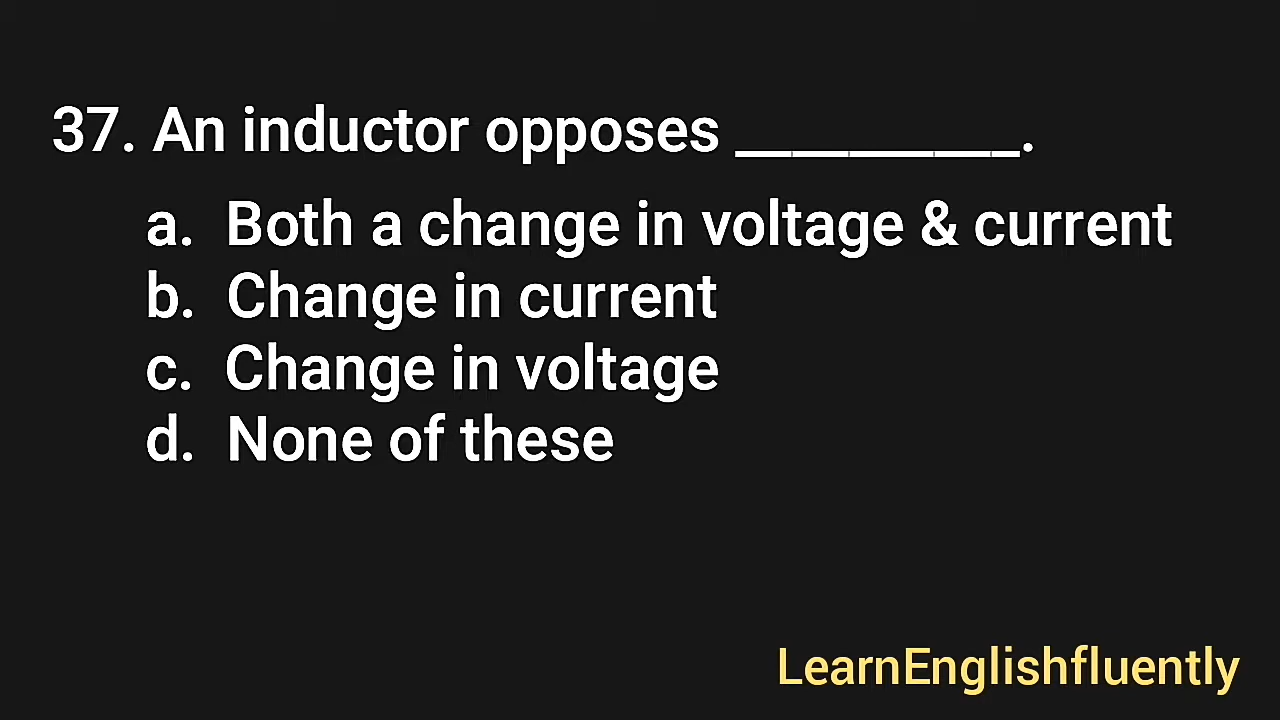 37. An inductor opposes __________.
a. Both a change in voltage & current
b. Change in current
c. Change in voltage
d. None of these
LearnEnglishfluently